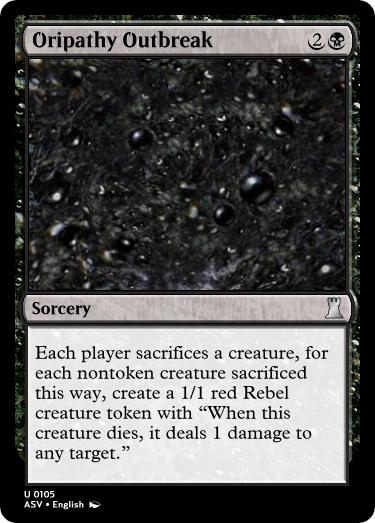 Oripathy Outbreak 2
Sorcery
Each player sacrifices a creature, for
each nontoken creature sacrificed
this way, create a 1/1 red Rebel
creature token with “When this
creature dies, it deals 1 damage to
any target.”
U 0105
ASV • English